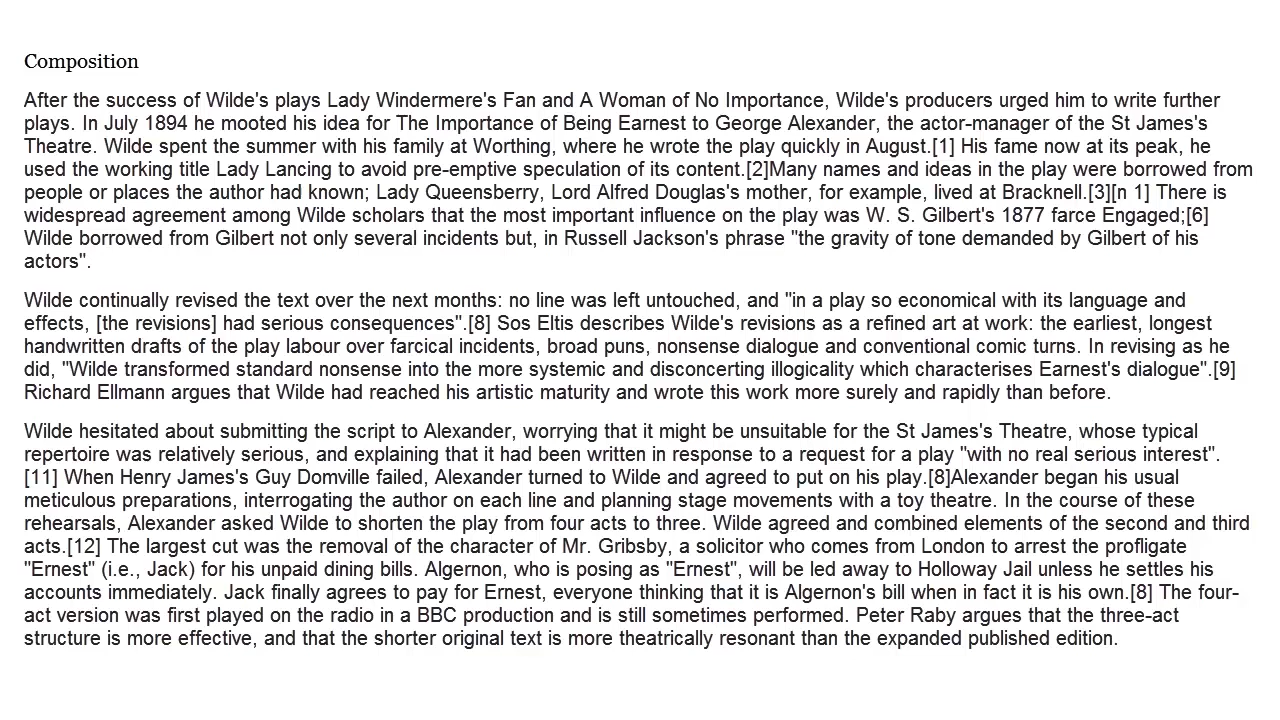 Composition
After the success of Wilde's plays Lady Windermere's Fan and A Woman of No Importance, Wilde's producers urged him to write further
plays. In July 1894 he mooted his idea for The Importance of Being Earnest to George Alexander, the actor-manager of the St James's
Theatre. Wilde spent the summer with his family at Worthing, where he wrote the play quickly in August.[1] His fame now at its peak, he
used the working title Lady Lancing to avoid pre-emptive speculation of its content.[2]Many names and ideas in the play were borrowed from
people or places the author had known; Lady Queensberry, Lord Alfred Douglas's mother, for example, lived at Bracknell.[3][n 1] There is
widespread agreement among Wilde scholars that the most important influence on the play was W. S. Gilbert's 1877 farce Engaged;[6]
Wilde borrowed from Gilbert not only several incidents but, in Russell Jackson's phrase "the gravity of tone demanded by Gilbert of his
actors".
Wilde continually revised the text over the next months: no line was left untouched, and "in a play so economical with its language and
effects, [the revisions] had serious consequences".[8] Sos Eltis describes Wilde's revisions as a refined art at work: the earliest, longest
handwritten drafts of the play labour over farcical incidents, broad puns, nonsense dialogue and conventional comic turns. In revising as he
did, "Wilde transformed standard nonsense into the more systemic and disconcerting illogicality which characterises Earnest's dialogue".[9]
Richard Ellmann argues that Wilde had reached his artistic maturity and wrote this work more surely and rapidly than before.
Wilde hesitated about submitting the script to Alexander, worrying that it might be unsuitable for the St James's Theatre, whose typical
repertoire was relatively serious, and explaining that it had been written in response to a request for a play "with no real serious interest".
[11] When Henry James's Guy Domville failed, Alexander turned to Wilde and agreed to put on his play.[8]Alexander began his usual
meticulous preparations, interrogating the author on each line and planning stage movements with a toy theatre. In the course of these
rehearsals, Alexander asked Wilde to shorten the play from four acts to three. Wilde agreed and combined elements of the second and third
acts.[12] The largest cut was the removal of the character of Mr. Gribsby, a solicitor who comes from London to arrest the profligate
"Ernest" (i.e., Jack) for his unpaid dining bills. Algernon, who is posing as "Ernest", will be led away to Holloway Jail unless he settles his
accounts immediately. Jack finally agrees to pay for Ernest, everyone thinking that it is Algernon's bill when in fact it is his own.[8] The four-
act version was first played on the radio in a BBC production and is still sometimes performed. Peter Raby argues that the three-act
structure is more effective, and that the shorter original text is more theatrically resonant than the expanded published edition.